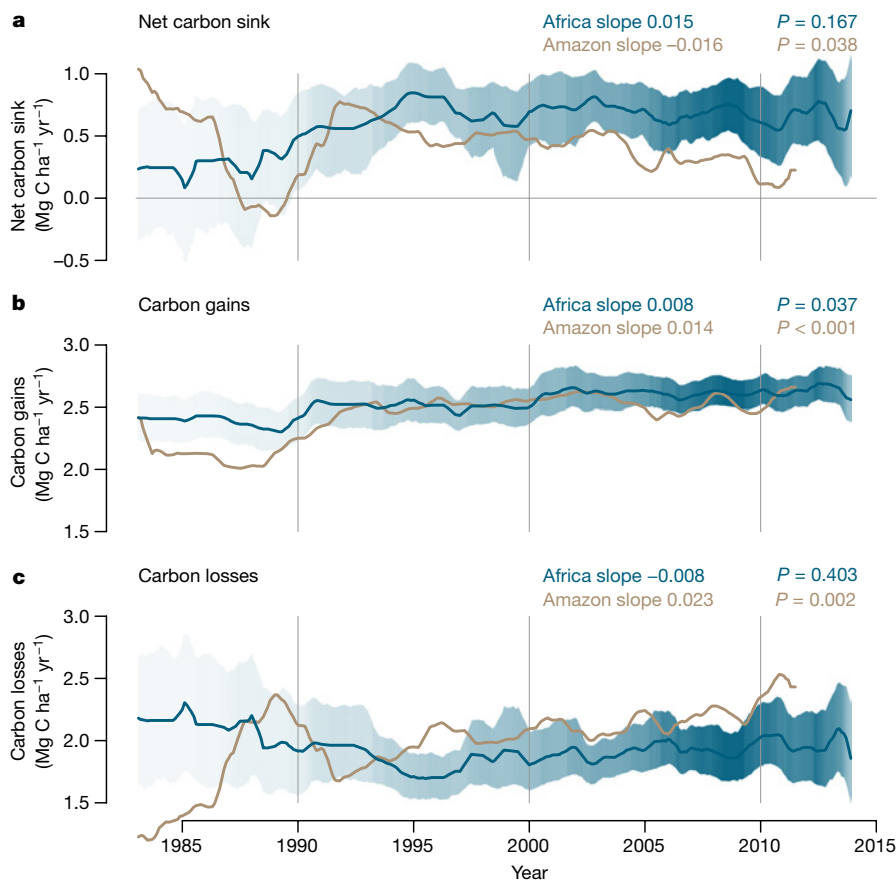 a Net carbon sink Africa slope 0.015 P = 0.167
Amazon slope −0.016 P = 0.038
1.0
0.5
0.0
−0.5
Net carbon sink
(Mg C ha⁻¹ yr⁻¹)
b Carbon gains Africa slope 0.008 P = 0.037
Amazon slope 0.014 P < 0.001
3.0
2.5
2.0
1.5
Carbon gains
(Mg C ha⁻¹ yr⁻¹)
c Carbon losses Africa slope −0.008 P = 0.403
Amazon slope 0.023 P = 0.002
3.0
2.5
2.0
1.5
Carbon losses
(Mg C ha⁻¹ yr⁻¹)
1985 1990 1995 2000 2005 2010 2015
Year